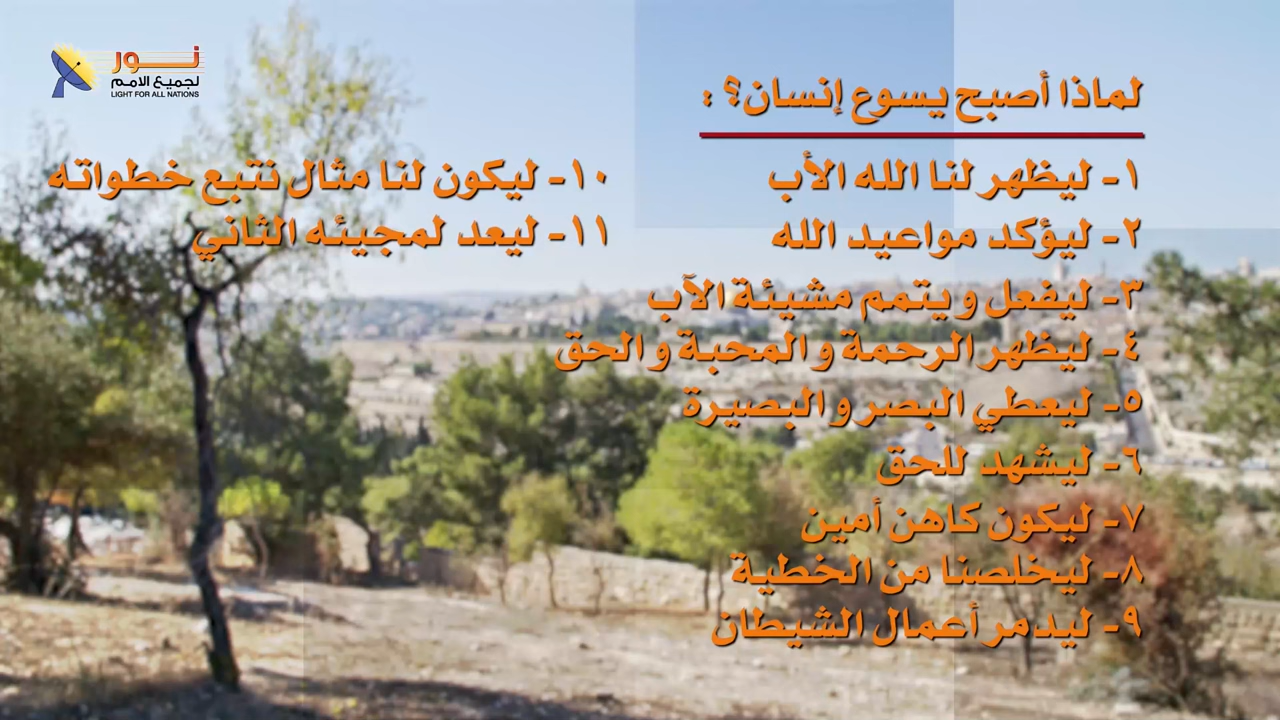 نــور
لجميع الامم
LIGHT FOR ALL NATIONS
لماذا أصبح يسوع إنسان؟ :
١- ليظهر لنا الله الأب
٢- ليؤكد مواعيد الله
٣- ليفعل ويتمم مشيئة الآب
٤- ليظهر الرحمة و المحبة و الحق
٥- ليعطي البصر و البصيرة
٦- ليشهد للحق
٧- ليكون كاهن أمين
٨- ليخلصنا من الخطية
٩- ليدمر أعمال الشيطان
١٠- ليكون لنا مثال نتبع خطواته
١١- ليعد لمجيئه الثاني